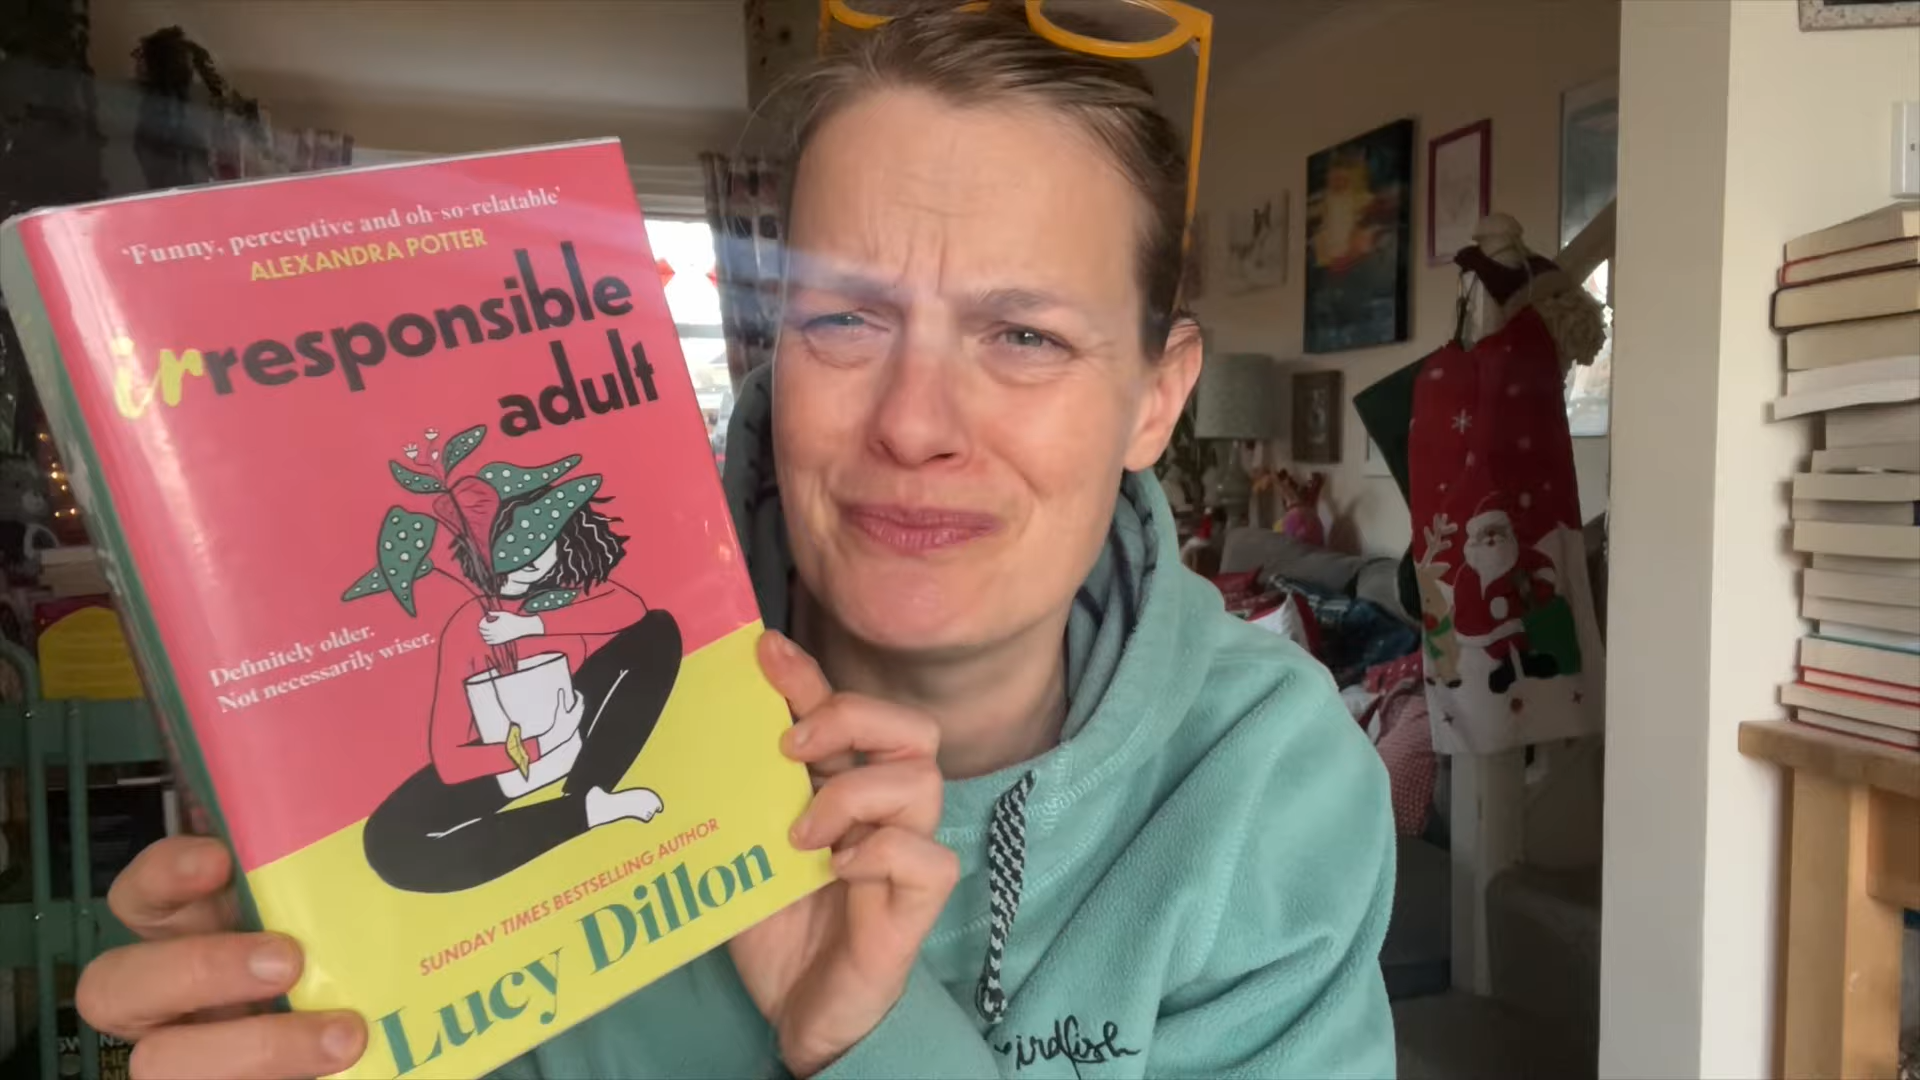 'Funny, perceptive and oh-so-relatable'
ALEXANDRA POTTER
irresponsible
adult
Definitely older.
Not necessarily wiser.
SUNDAY TIMES BESTSELLING AUTHOR
Lucy Dillon